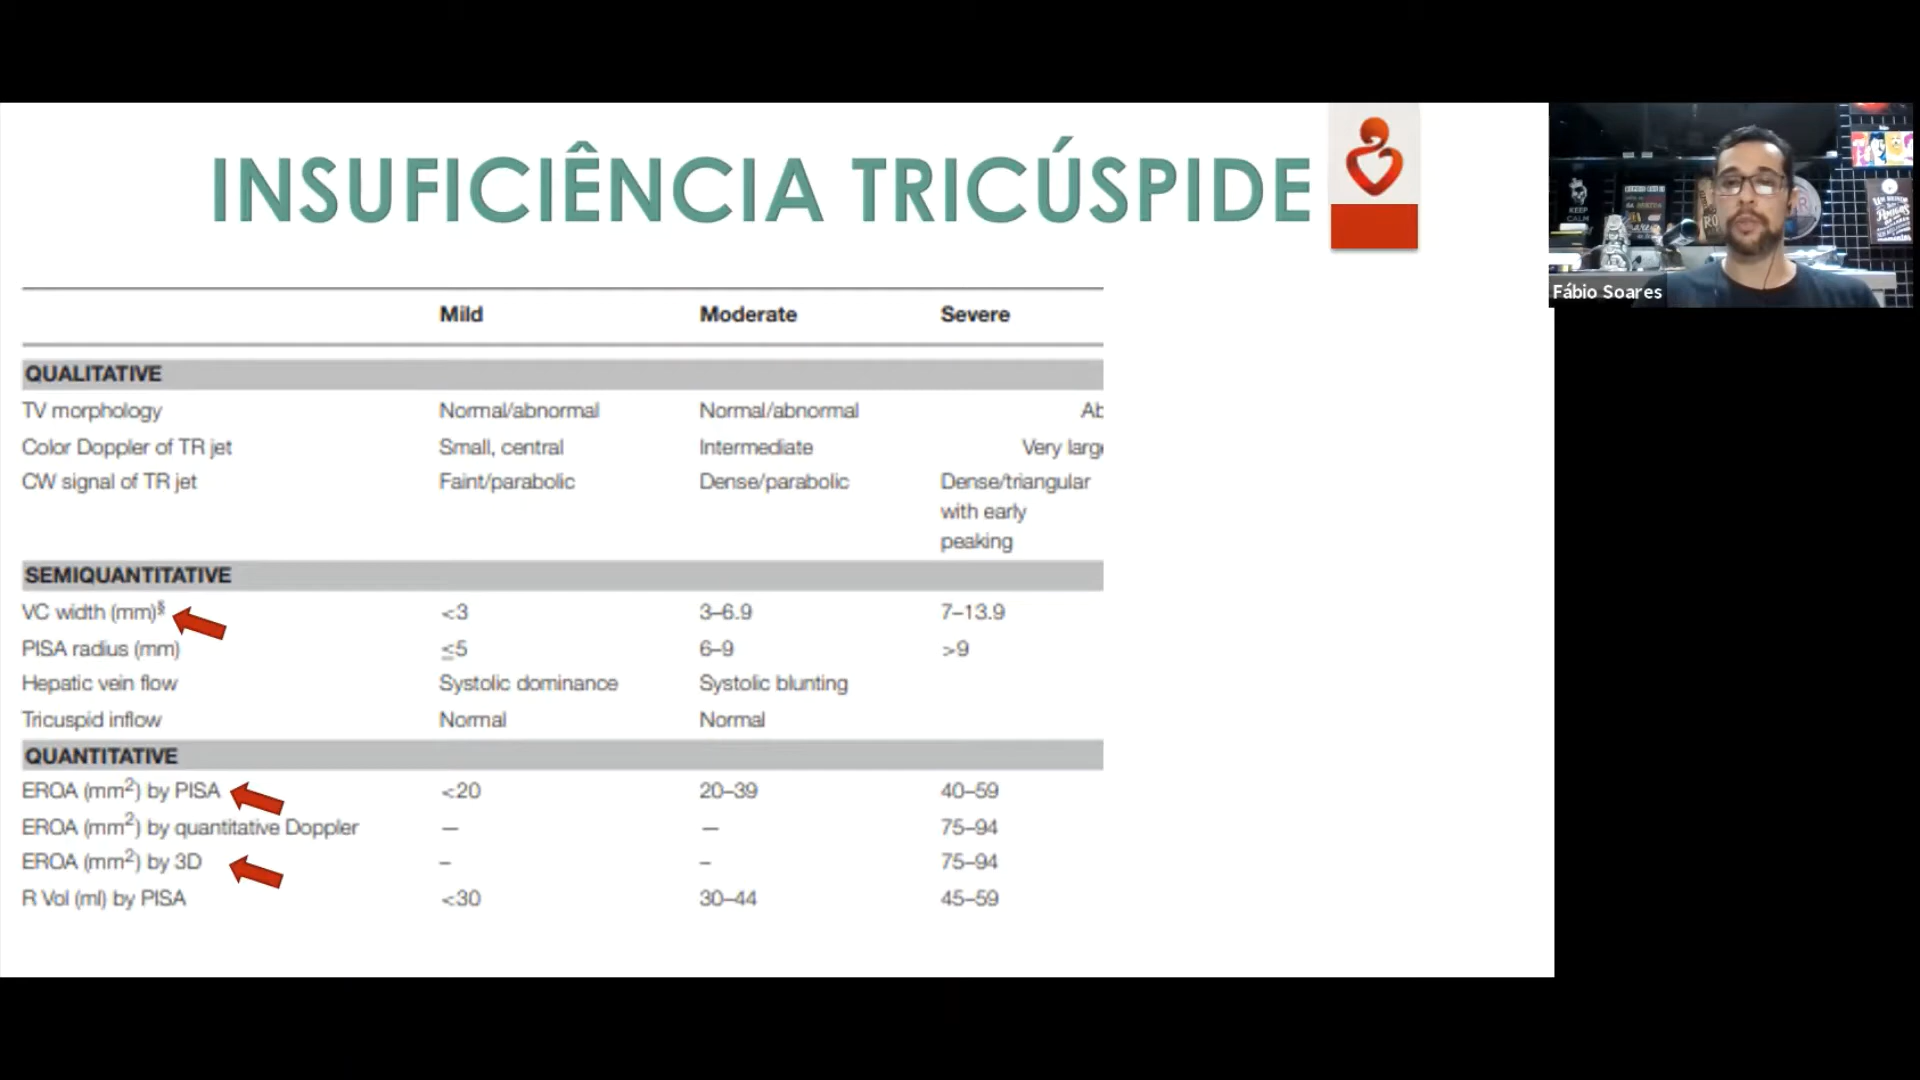 INSUFICIÊNCIA TRICÚSPIDE
Mild Moderate Severe
QUALITATIVE
TV morphology Normal/abnormal Normal/abnormal Ab
Color Doppler of TR jet Small, central Intermediate Very large
CW signal of TR jet Faint/parabolic Dense/parabolic Dense/triangular
with early
peaking
SEMIQUANTITATIVE
VC width (mm)§ <3 3–6.9 7–13.9
PISA radius (mm) ≤5 6–9 >9
Hepatic vein flow Systolic dominance Systolic blunting
Tricuspid inflow Normal Normal
QUANTITATIVE
EROA (mm²) by PISA <20 20–39 40–59
EROA (mm²) by quantitative Doppler — — 75–94
EROA (mm²) by 3D – – 75–94
R Vol (ml) by PISA <30 30–44 45–59
KEEP
CALM
Fábio Soares